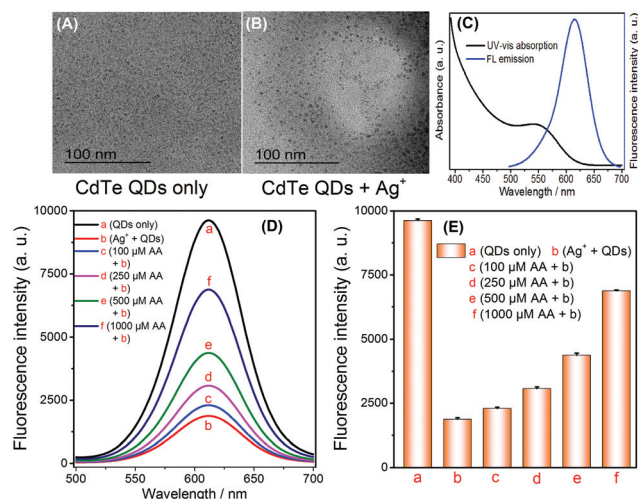 (A)
100 nm
CdTe QDs only
(B)
100 nm
CdTe QDs + Ag⁺
(C)
UV-vis absorption
FL emission
Absorbance (a. u.)
Fluorescence intensity (a. u.)
400 450 500 550 600 650 700
Wavelength / nm
(D)
a (QDs only)
b (Ag⁺ + QDs)
c (100 μM AA
+ b)
d (250 μM AA
+ b)
e (500 μM AA
+ b)
f (1000 μM AA
+ b)
a
f
e
d
c
b
Fluorescence intensity (a. u.)
10000
7500
5000
2500
0
500 550 600 650 700
Wavelength / nm
(E)
a (QDs only) b (Ag⁺ + QDs)
c (100 μM AA + b)
d (250 μM AA + b)
e (500 μM AA + b)
f (1000 μM AA + b)
Fluorescence intensity (a. u.)
10000
7500
5000
2500
0
a b c d e f